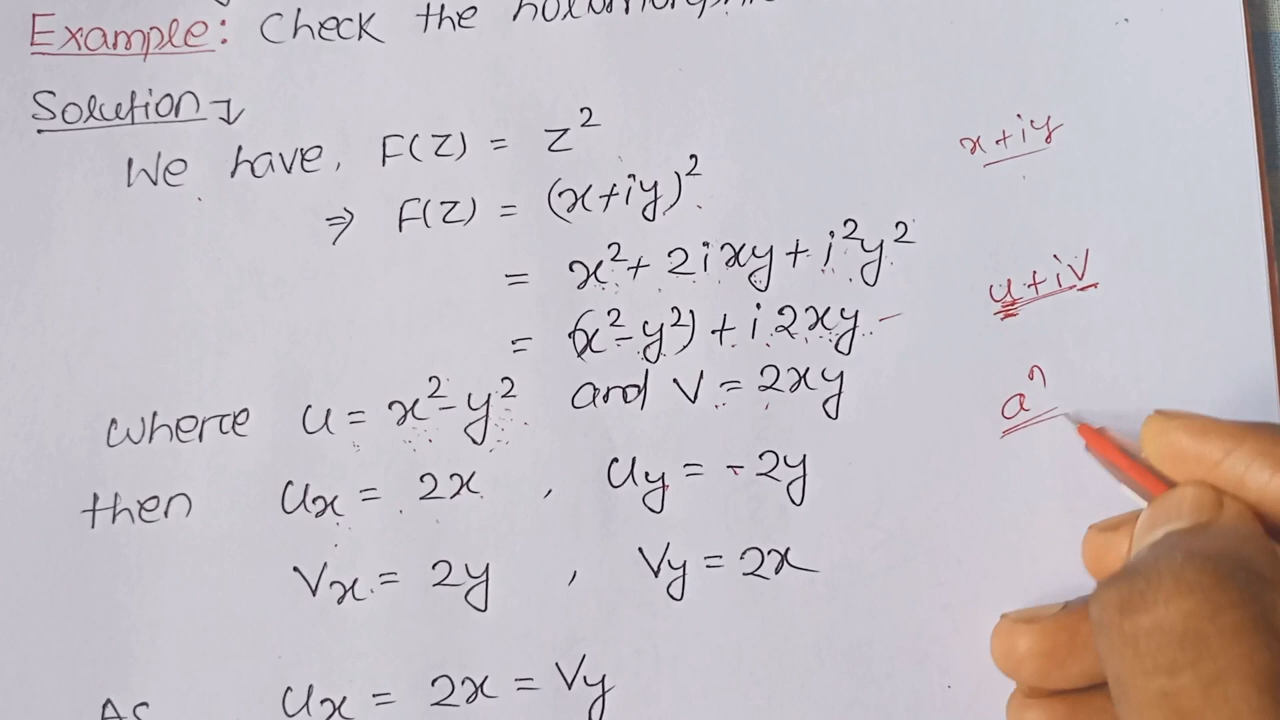 Example: Check the
Solution
We have, F(Z) = z²
⇒ F(Z) = (x+iy)²
= x²+2ixy+i²y²
= (x²-y²)+i2xy
where u = x²-y² and V = 2xy
then Ux = 2x , Uy = -2y
Vx = 2y , Vy = 2x
As Ux = 2x = Vy
x+iy
u+iv